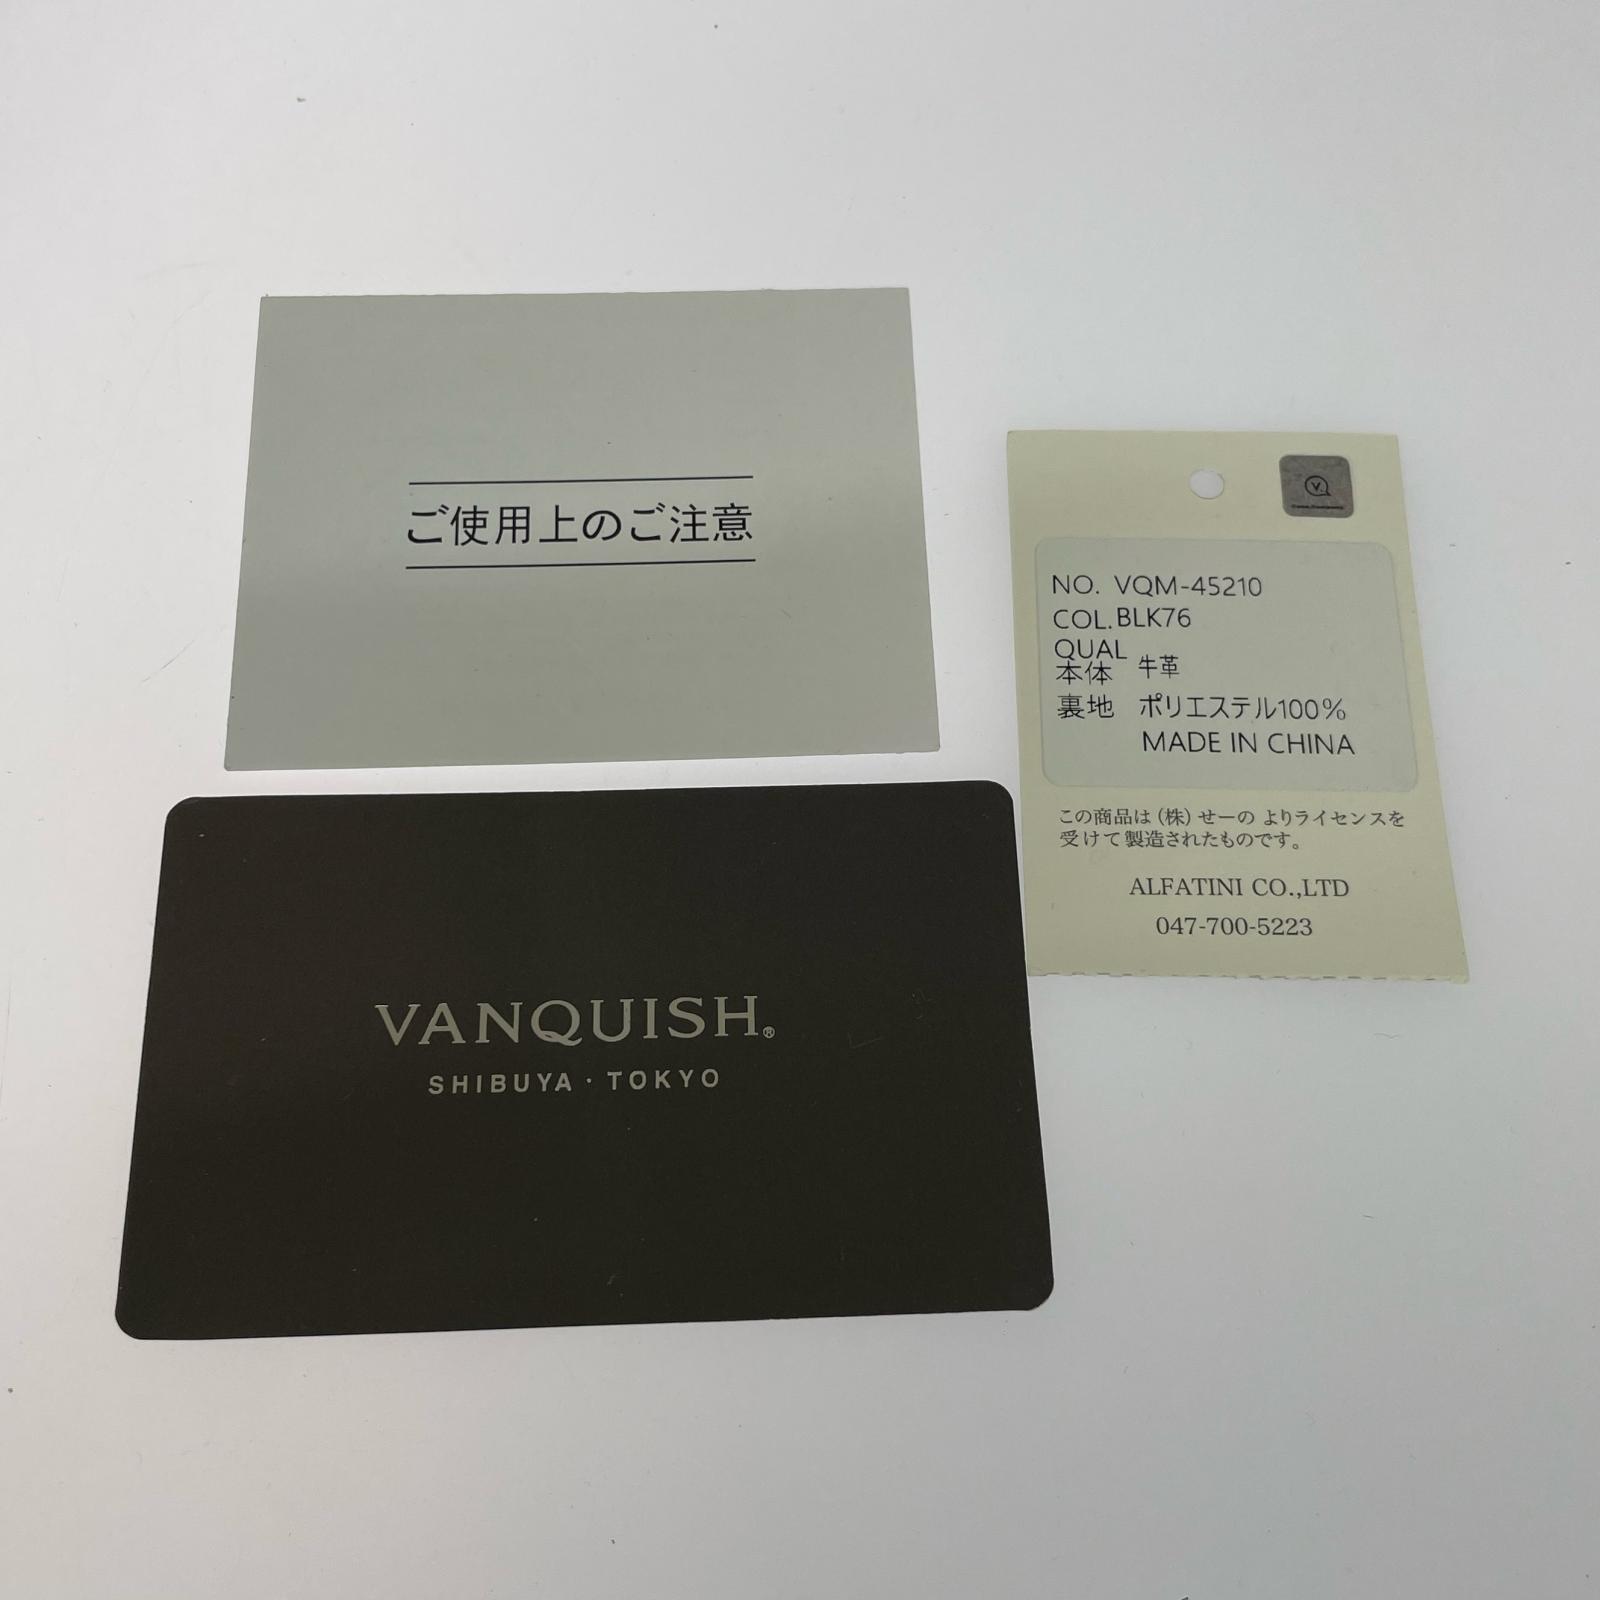 ご使用上のご注意
NO. VQM-45210
COL.BLK76
QUAL
本体 牛革
裏地 ポリエステル100%
MADE IN CHINA
この商品は(株)せーの よりライセンスを
受けて製造されたものです。
ALFATINI CO.,LTD
047-700-5223
VANQUISH®
SHIBUYA・TOKYO